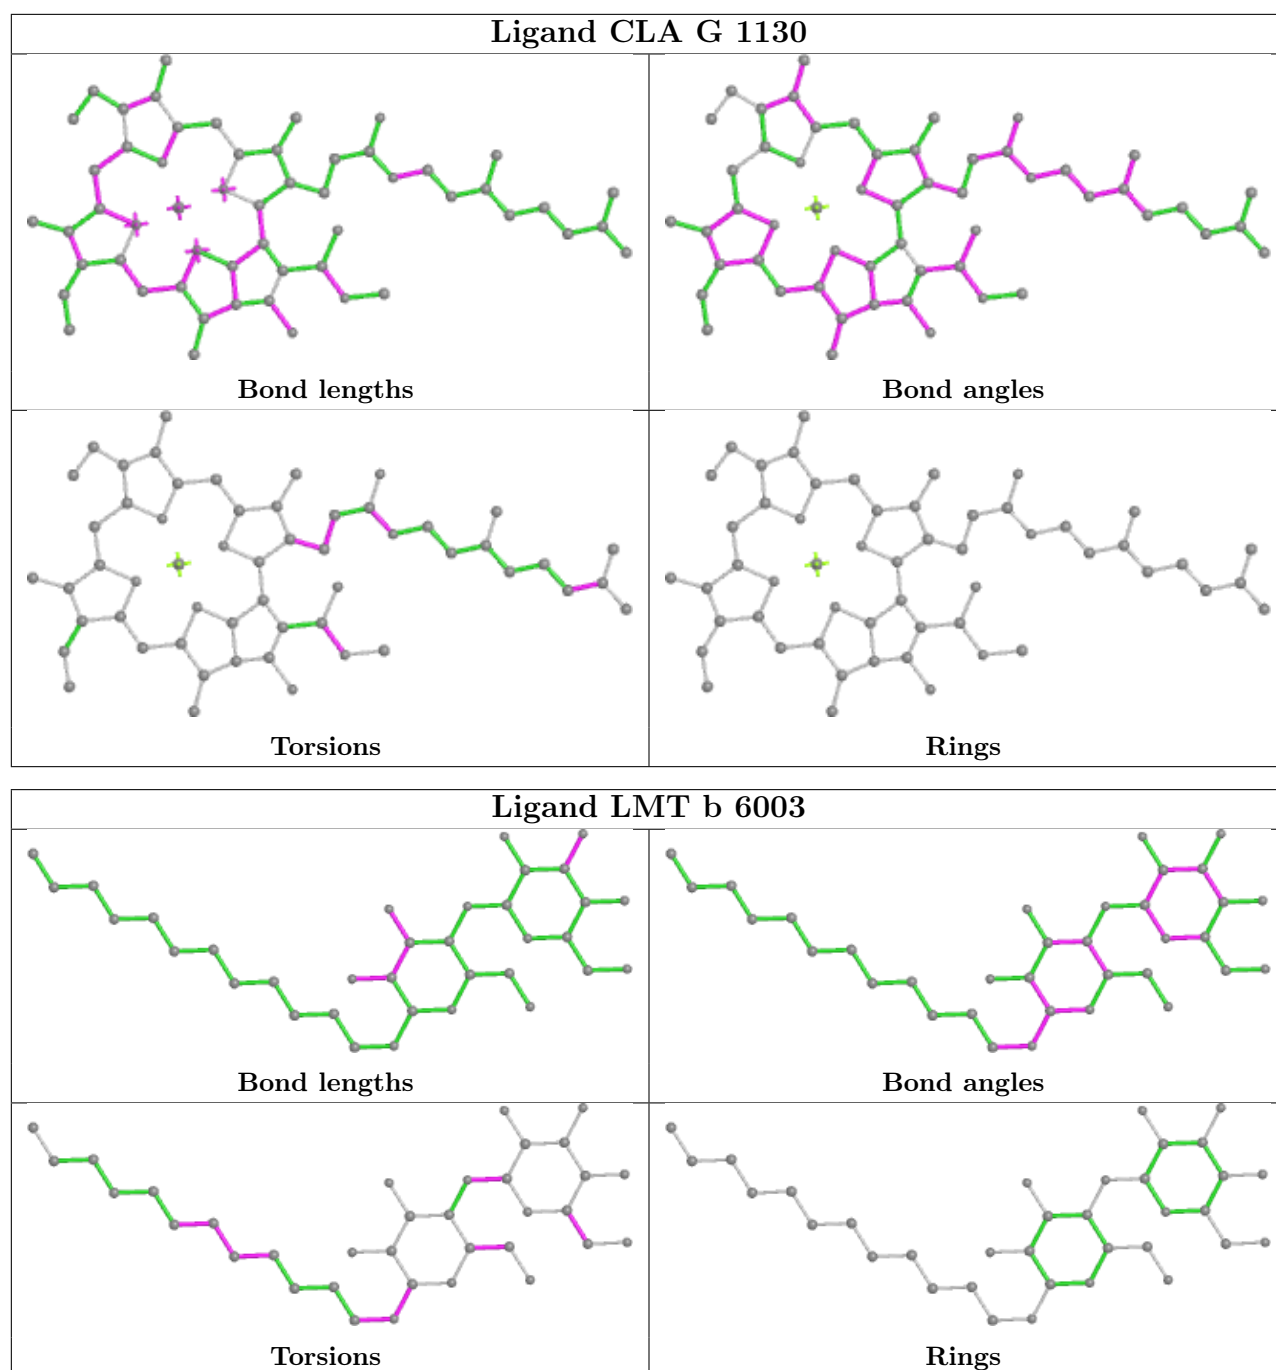 Ligand CLA G 1130
Bond lengths
Bond angles
Torsions
Rings
Ligand LMT b 6003
Bond lengths
Bond angles
Torsions
Rings